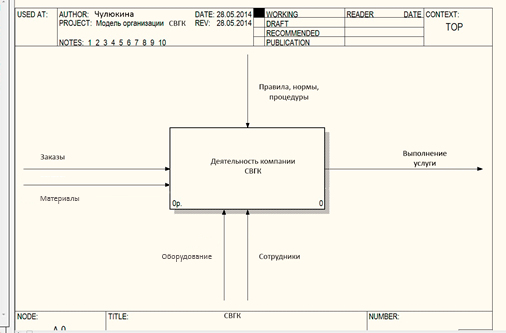 USED AT:
AUTHOR: Чулюкина
DATE: 28.05.2014
WORKING
READER
DATE
CONTEXT:
PROJECT: Модель организации СВГК
REV: 28.05.2014
DRAFT
TOP
RECOMMENDED
NOTES: 1 2 3 4 5 6 7 8 9 10
PUBLICATION
Правила, нормы,
процедуры
Заказы
Деятельность компании
СВГК
Выполнение
услуги
Материалы
0р.
0
Оборудование
Сотрудники
NODE:
TITLE:
СВГК
NUMBER:
A-0